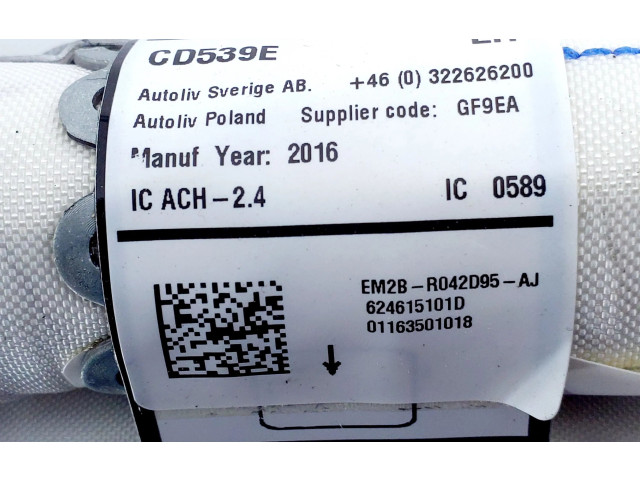 CD539E
Autoliv Sverige AB. +46 (0) 322626200
Autoliv Poland Supplier code: GF9EA
Manuf Year: 2016
IC ACH-2.4 IC 0589
EM2B-R042D95-AJ
624615101D
01163501018